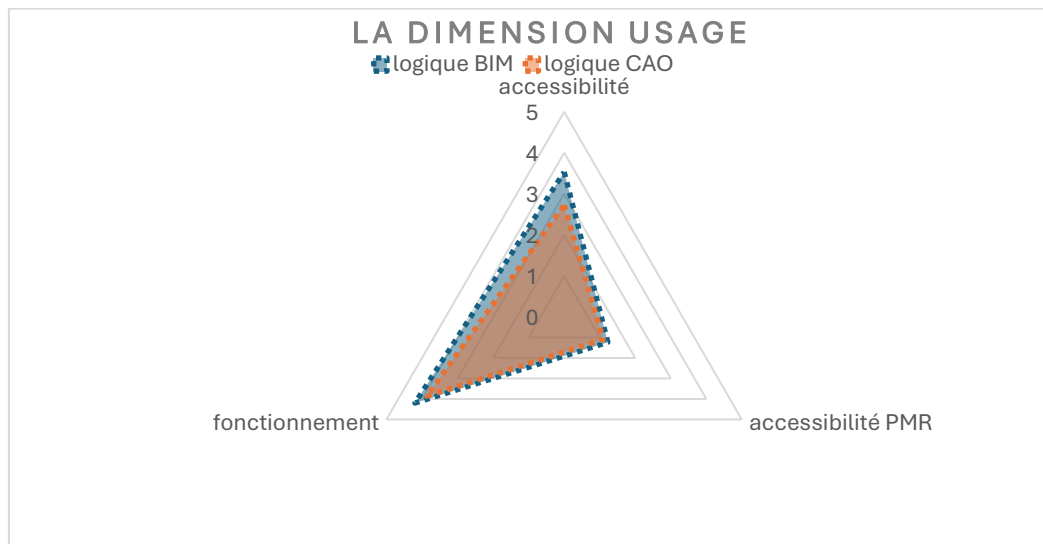 LA DIMENSION USAGE
logique BIM logique CAO
accessibilité
5
4
3
2
1
0
fonctionnement
accessibilité PMR